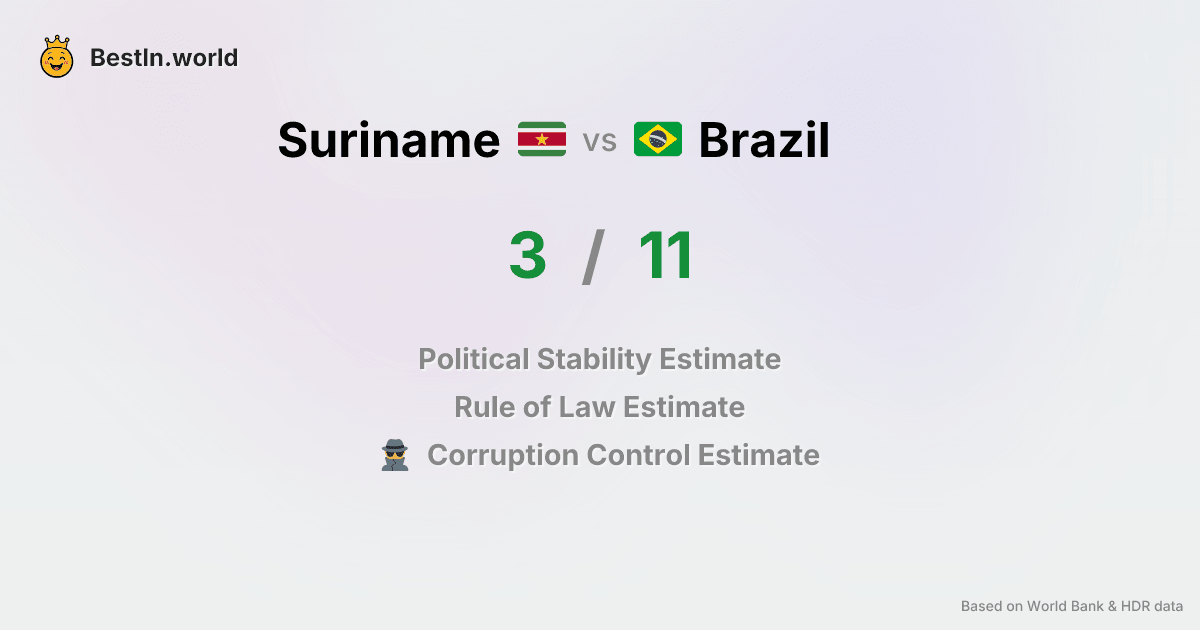 BestIn.world
Suriname vs Brazil
3 / 11
Political Stability Estimate
Rule of Law Estimate
Corruption Control Estimate
Based on World Bank & HDR data